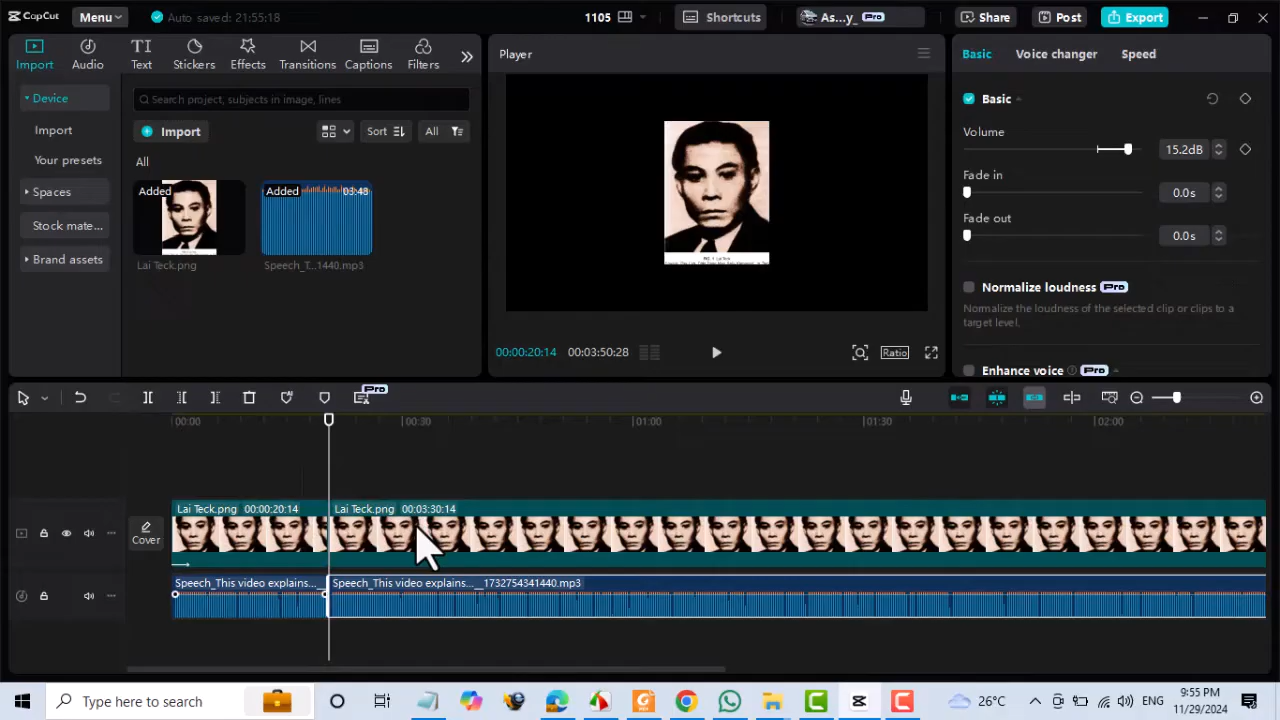 CapCut
Menu
Auto saved: 21:55:18
1105
Shortcuts
As...y_
Pro
Share
Post
Export
Import
Audio
Text
Stickers
Effects
Transitions
Captions
Filters
Device
Import
Your presets
Spaces
Stock mate...
Brand assets
Search project, subjects in image, lines
Import
Sort
All
All
Added
Lai Teck.png
Added
03:48
Speech_T...1440.mp3
Player
00:00:20:14
00:03:50:28
Ratio
Basic
Voice changer
Speed
Basic
Volume
15.2dB
Fade in
0.0s
Fade out
0.0s
Normalize loudness
Pro
Normalize the loudness of the selected clip or clips to a
target level.
Enhance voice
Pro
Pro
00:00
00:30
01:00
01:30
02:00
Cover
Lai Teck.png 00:00:20:14
Lai Teck.png 00:03:30:14
Speech_This video explains...
Speech_This video explains...__1732754341440.mp3
Type here to search
26°C
ENG
9:55 PM
11/29/2024